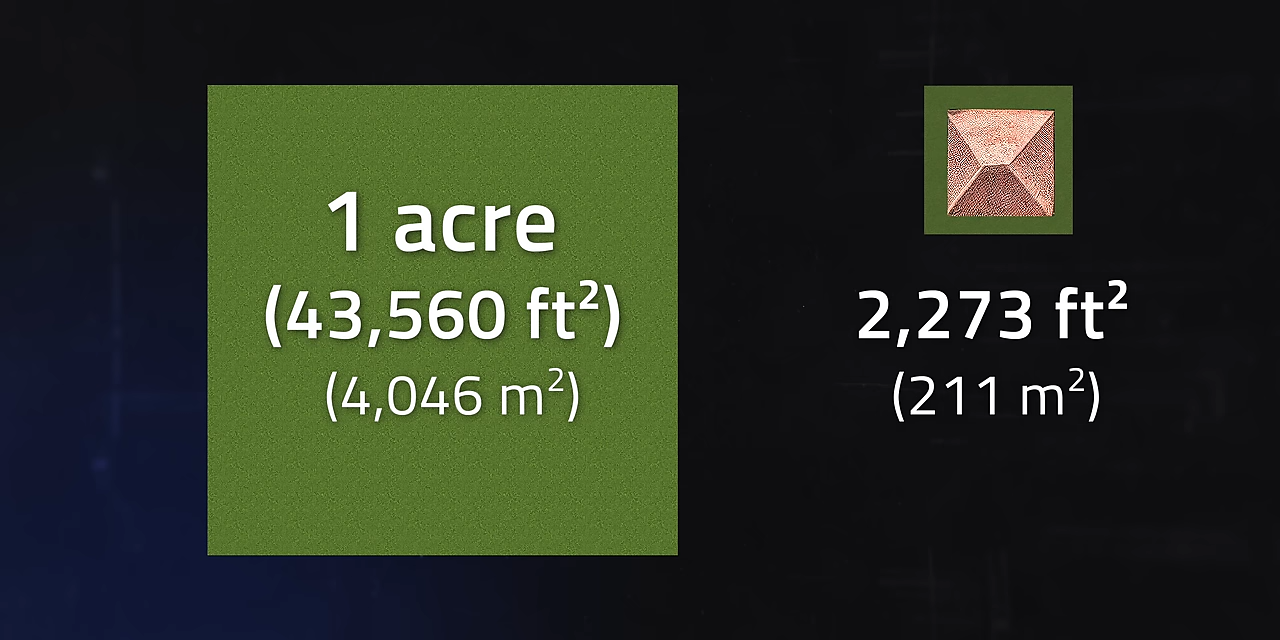 1 acre
(43,560 ft²)
(4,046 m²)
2,273 ft²
(211 m²)